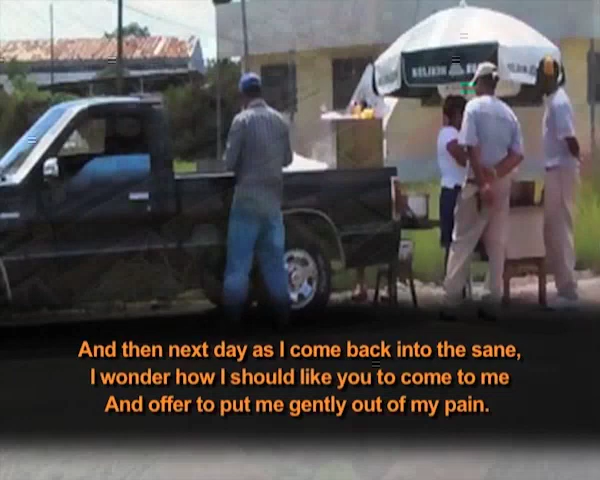 BELIKIN
And then next day as I come back into the sane,
I wonder how I should like you to come to me
And offer to put me gently out of my pain.